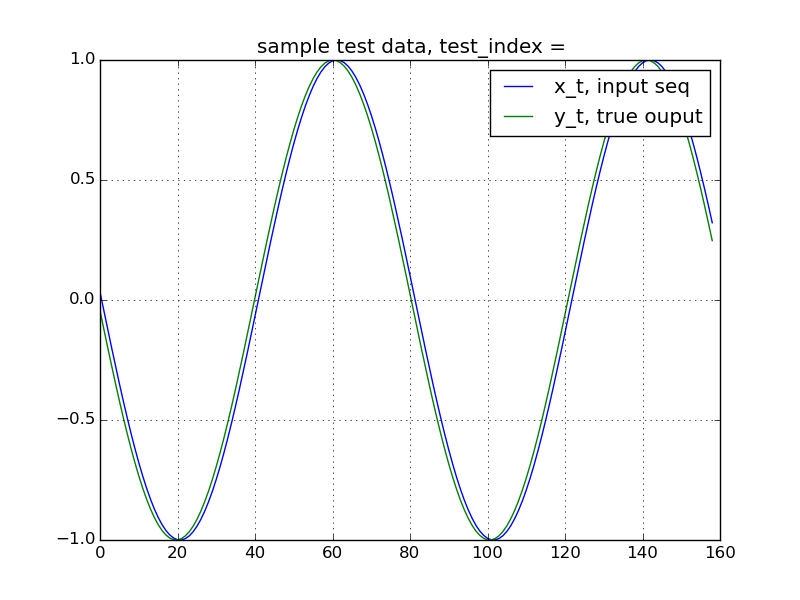 sample test data, test_index =
x_t, input seq
y_t, true ouput
1.0
0.5
0.0
−0.5
−1.0
0 20 40 60 80 100 120 140 160